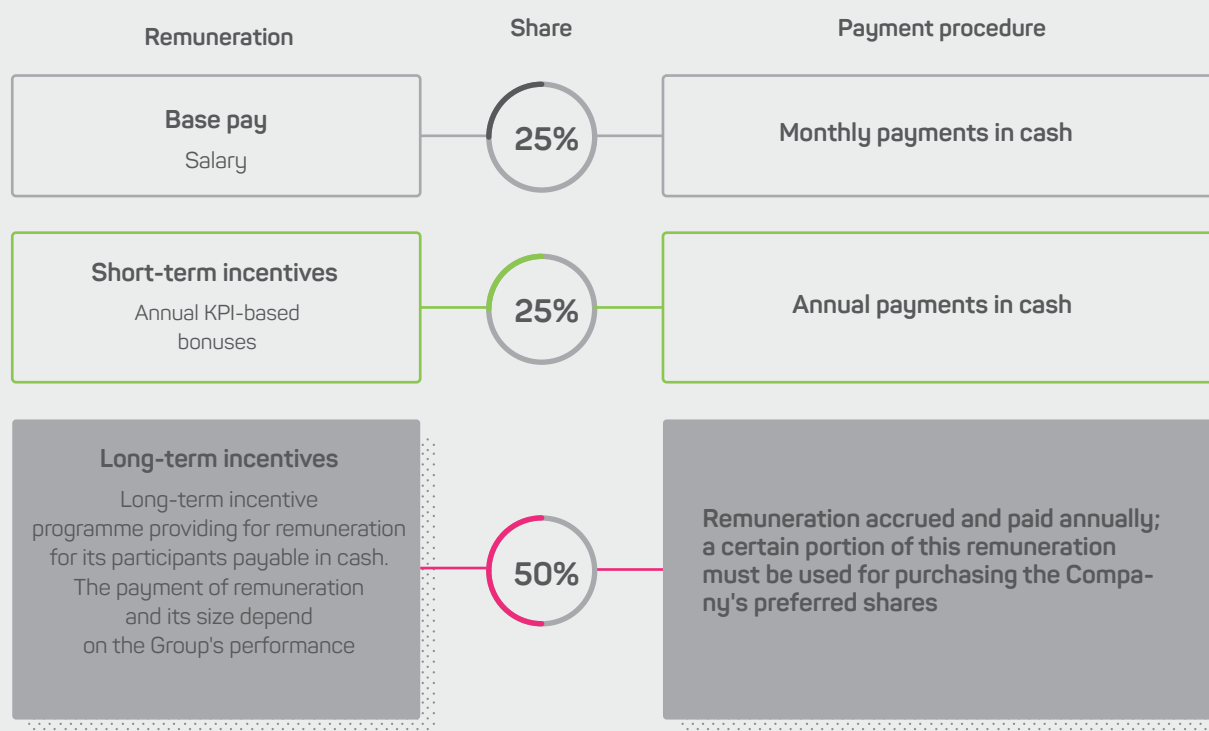 Remuneration
Share
Payment procedure
Base pay
Salary
25%
Monthly payments in cash
Short-term incentives
Annual KPI-based
bonuses
25%
Annual payments in cash
Long-term incentives
Long-term incentive
programme providing for remuneration
for its participants payable in cash.
The payment of remuneration
and its size depend
on the Group's performance
50%
Remuneration accrued and paid annually;
a certain portion of this remuneration
must be used for purchasing the Compa-
ny's preferred shares